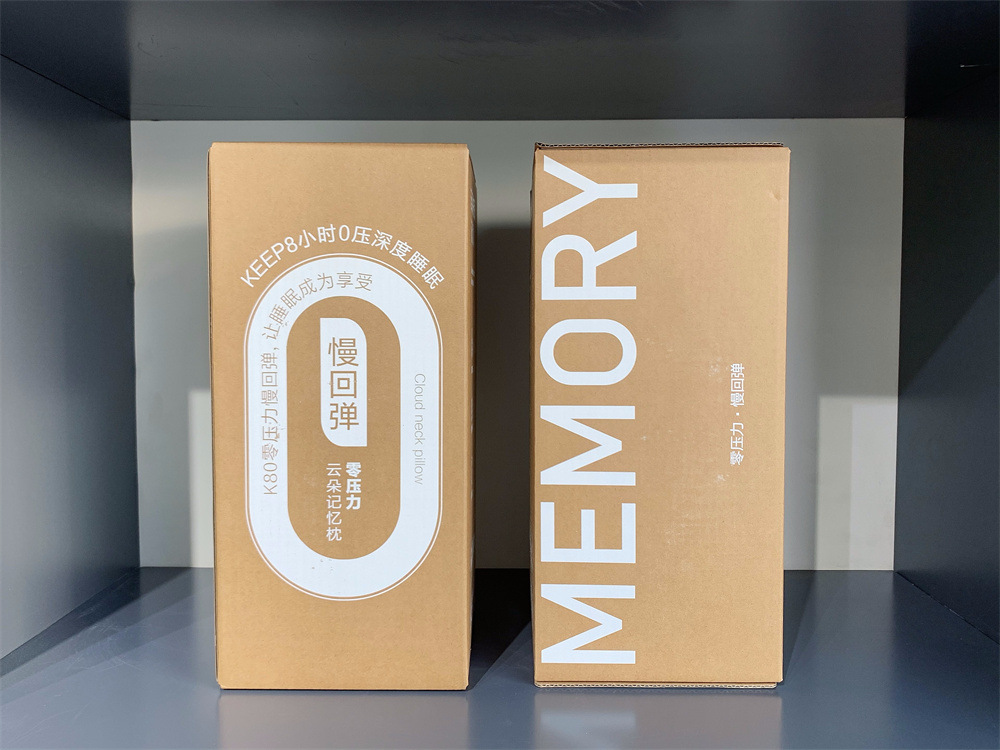 KEEP8小时0压深度睡眠
K80零压力慢回弹，让睡眠成为享受
慢回弹
零压力
云朵记忆枕
Cloud neck pillow
MEMORY
零压力·慢回弹